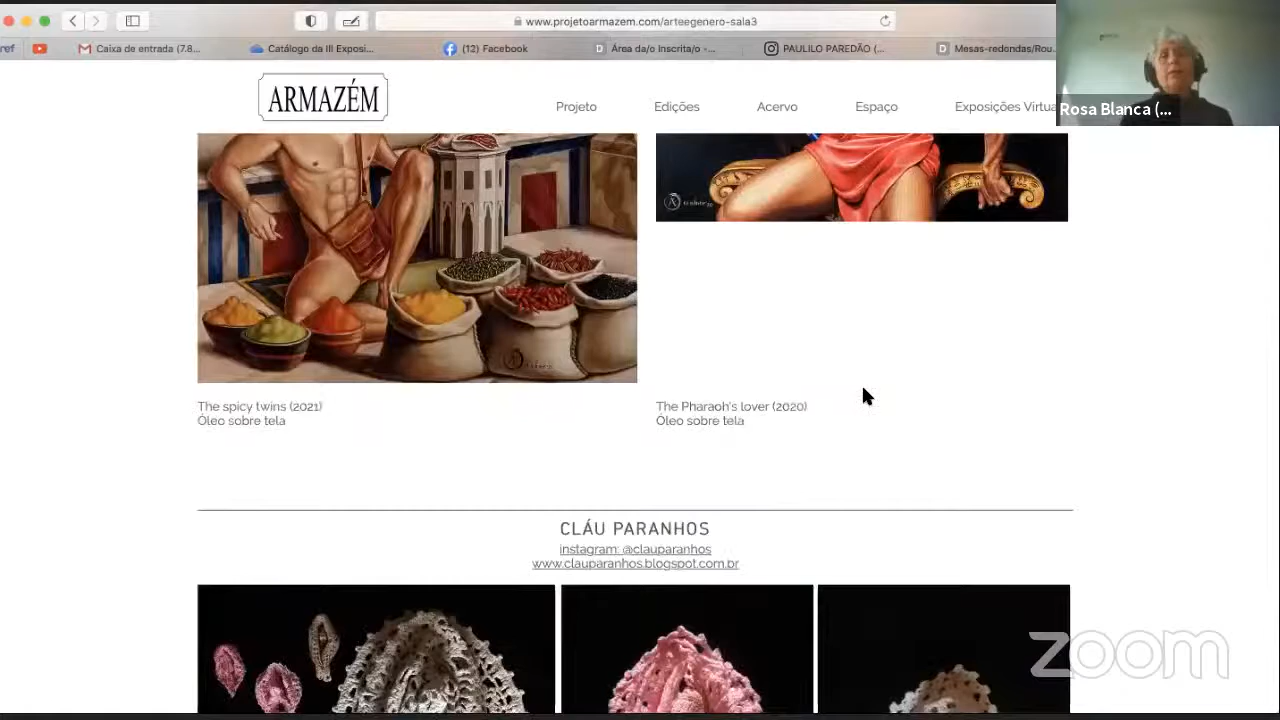 www.projetoarmazem.com/arteegenero-sala3
ref
Caixa de entrada (7.8...
Catálogo da III Exposi...
(12) Facebook
Área da/o Inscrita/o -...
PAULILO PAREDÃO (...
Mesas-redondas/Rou...
ARMAZÉM
Projeto
Edições
Acervo
Espaço
Exposições Virtua
Rosa Blanca (...
The spicy twins (2021)
Óleo sobre tela
The Pharaoh's lover (2020)
Óleo sobre tela
CLÁU PARANHOS
instagram: @clauparanhos
www.clauparanhos.blogspot.com.br
zoom